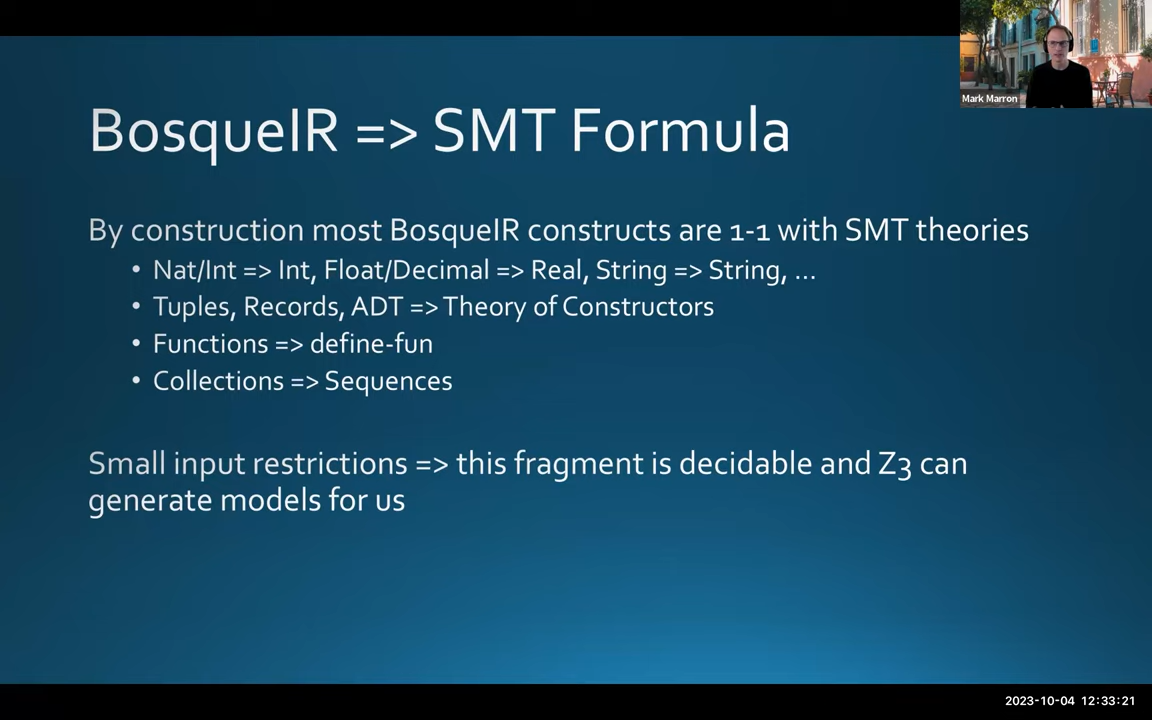 Mark Marron
BosqueIR => SMT Formula
By construction most BosqueIR constructs are 1-1 with SMT theories
• Nat/Int => Int, Float/Decimal => Real, String => String, ...
• Tuples, Records, ADT => Theory of Constructors
• Functions => define-fun
• Collections => Sequences
Small input restrictions => this fragment is decidable and Z3 can
generate models for us
2023-10-04 12:33:21